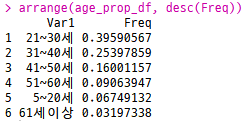 > arrange(age_prop_df, desc(Freq))
Var1 Freq
1 21~30세 0.39590567
2 31~40세 0.25397859
3 41~50세 0.16001157
4 51~60세 0.09063947
5 5~20세 0.06749132
6 61세이상 0.03197338